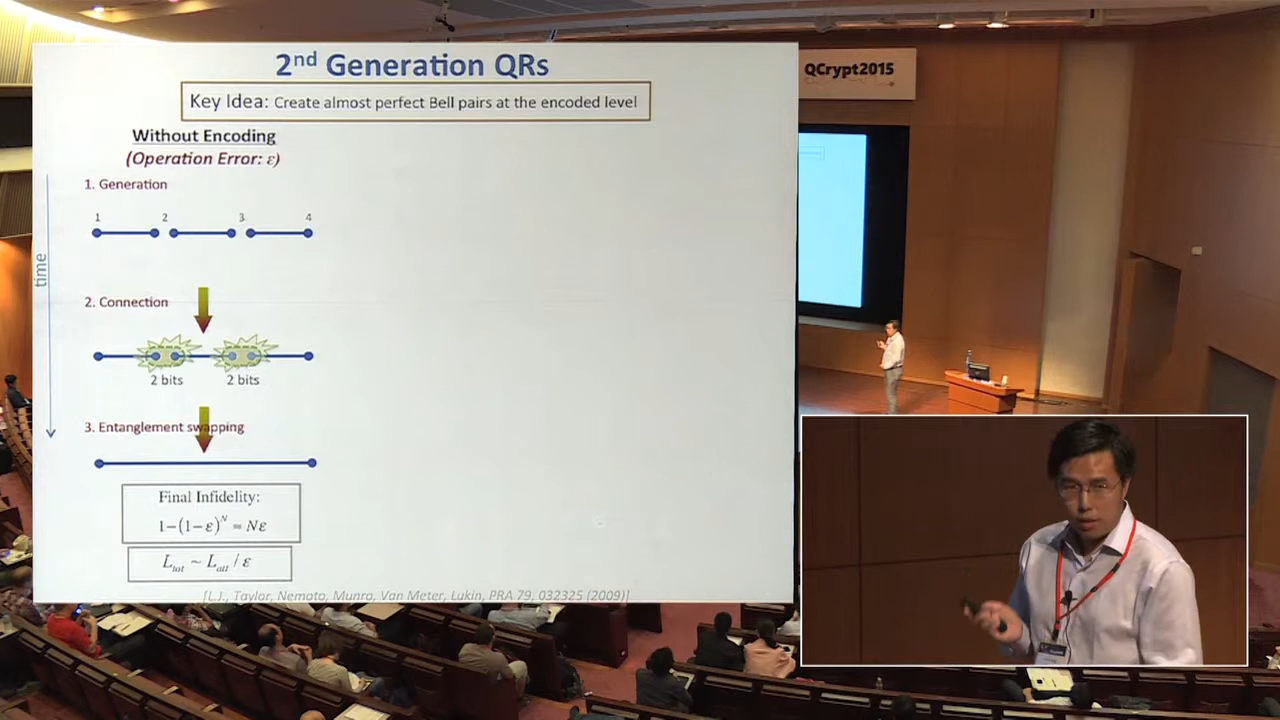 2nd Generation QRs
Key Idea: Create almost perfect Bell pairs at the encoded level
Without Encoding
(Operation Error: ε)
1. Generation
1 2 3 4
time
2. Connection
2 bits 2 bits
3. Entanglement swapping
Final Infidelity:
1−(1−ε)^N ≈ Nε
L_tot ~ L_att / ε
[L.J., Taylor, Nemoto, Munro, Van Meter, Lukin, PRA 79, 032325 (2009)]
QCrypt2015